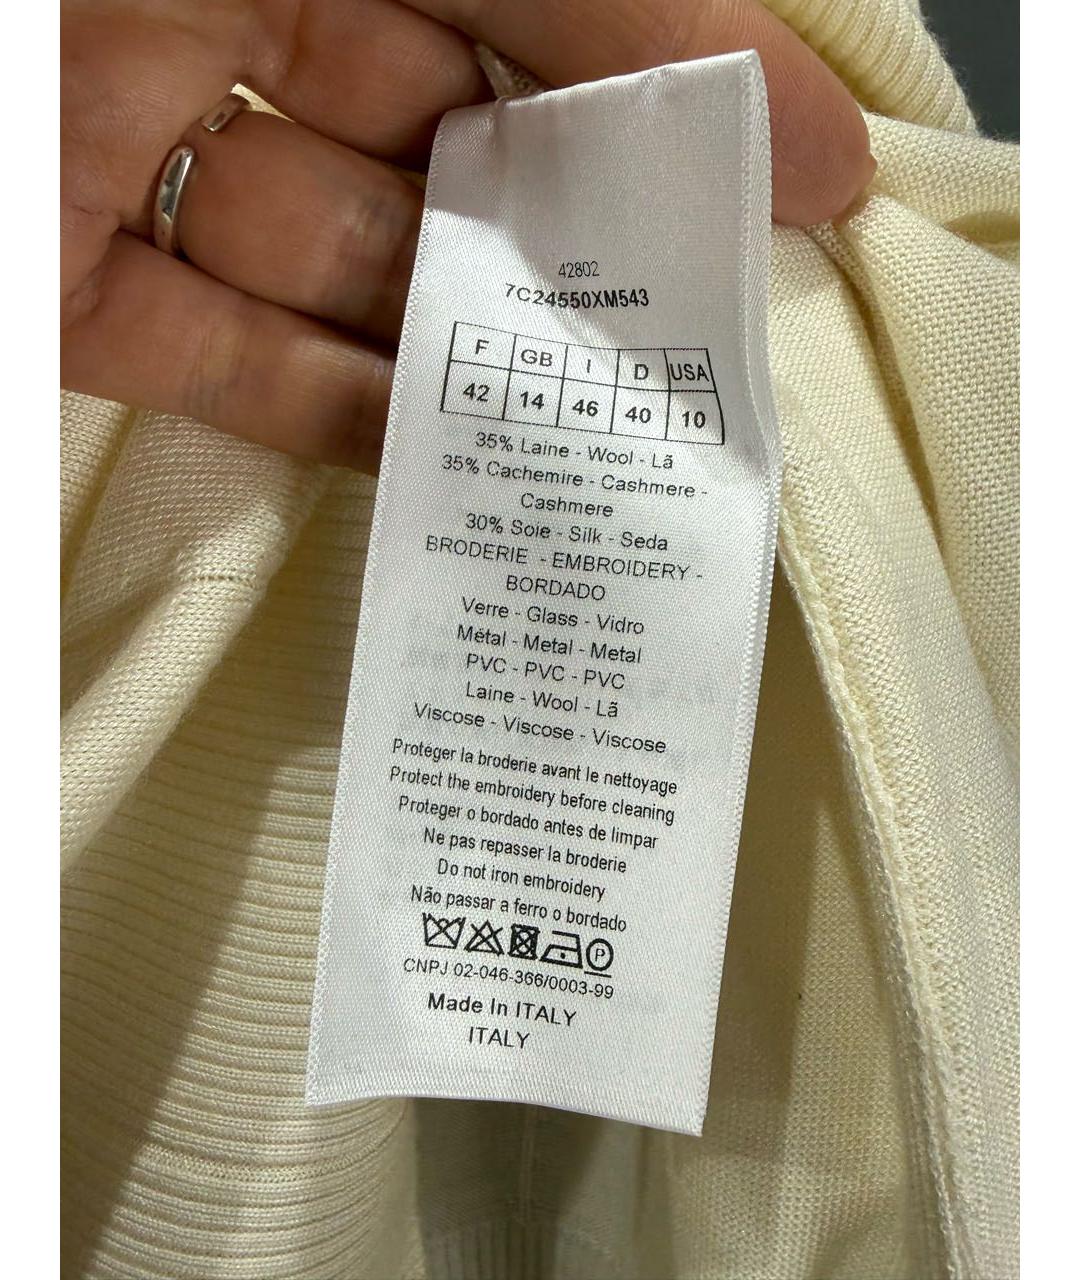 42802
7C24550XM543
F GB I D USA
42 14 46 40 10
35% Laine - Wool - Lã
35% Cachemire - Cashmere -
Cashmere
30% Soie - Silk - Seda
BRODERIE - EMBROIDERY -
BORDADO
Verre - Glass - Vidro
Métal - Metal - Metal
PVC - PVC - PVC
Laine - Wool - Lã
Viscose - Viscose - Viscose
Protéger la broderie avant le nettoyage
Protect the embroidery before cleaning
Proteger o bordado antes de limpar
Ne pas repasser la broderie
Do not iron embroidery
Não passar a ferro o bordado
P
CNPJ 02-046-366/0003-99
Made In ITALY
ITALY